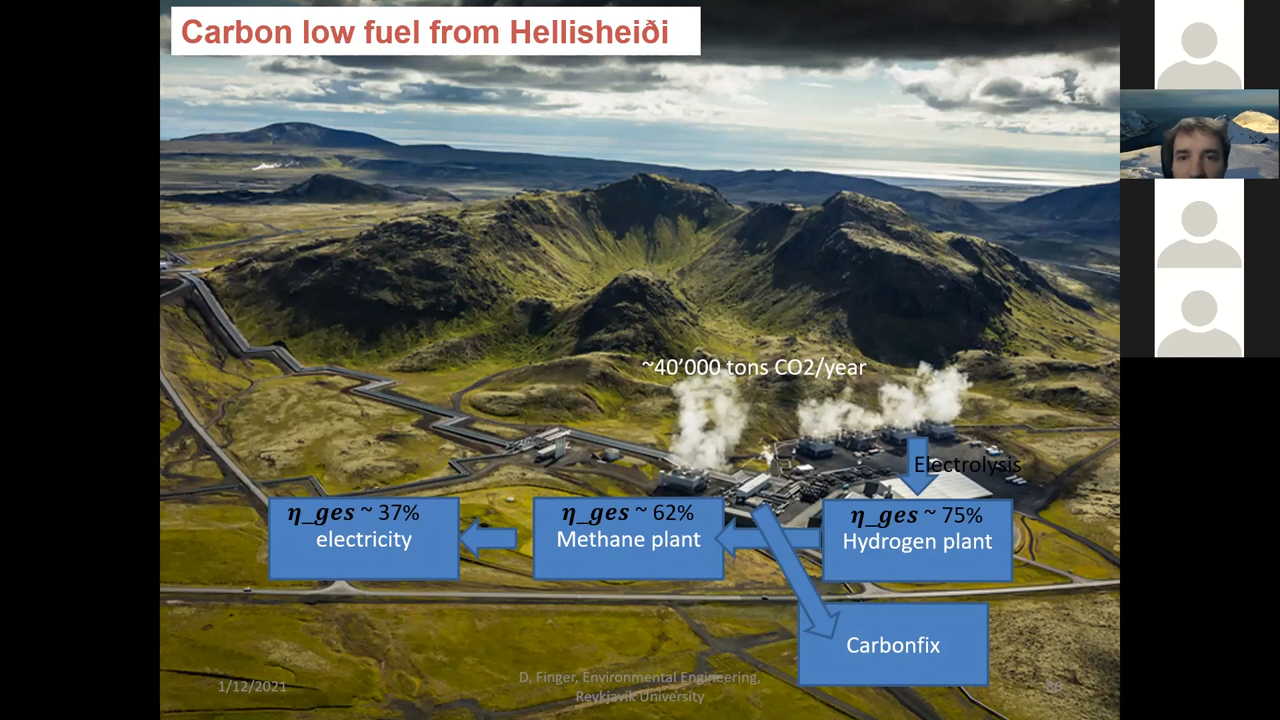 Carbon low fuel from Hellisheiði
~40’000 tons CO2/year
Electrolysis
η_ges ~ 37%
electricity
η_ges ~ 62%
Methane plant
η_ges ~ 75%
Hydrogen plant
Carbonfix
1/12/2021
D. Finger, Environmental Engineering,
Reykjavik University